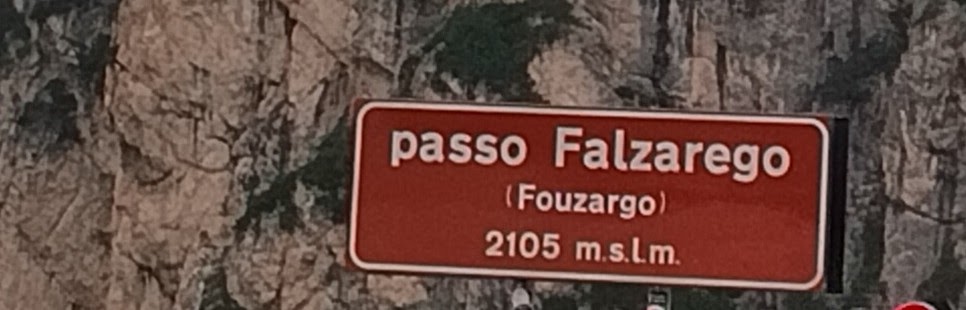 passo Falzarego
(Fouzargo)
2105 m.s.l.m.